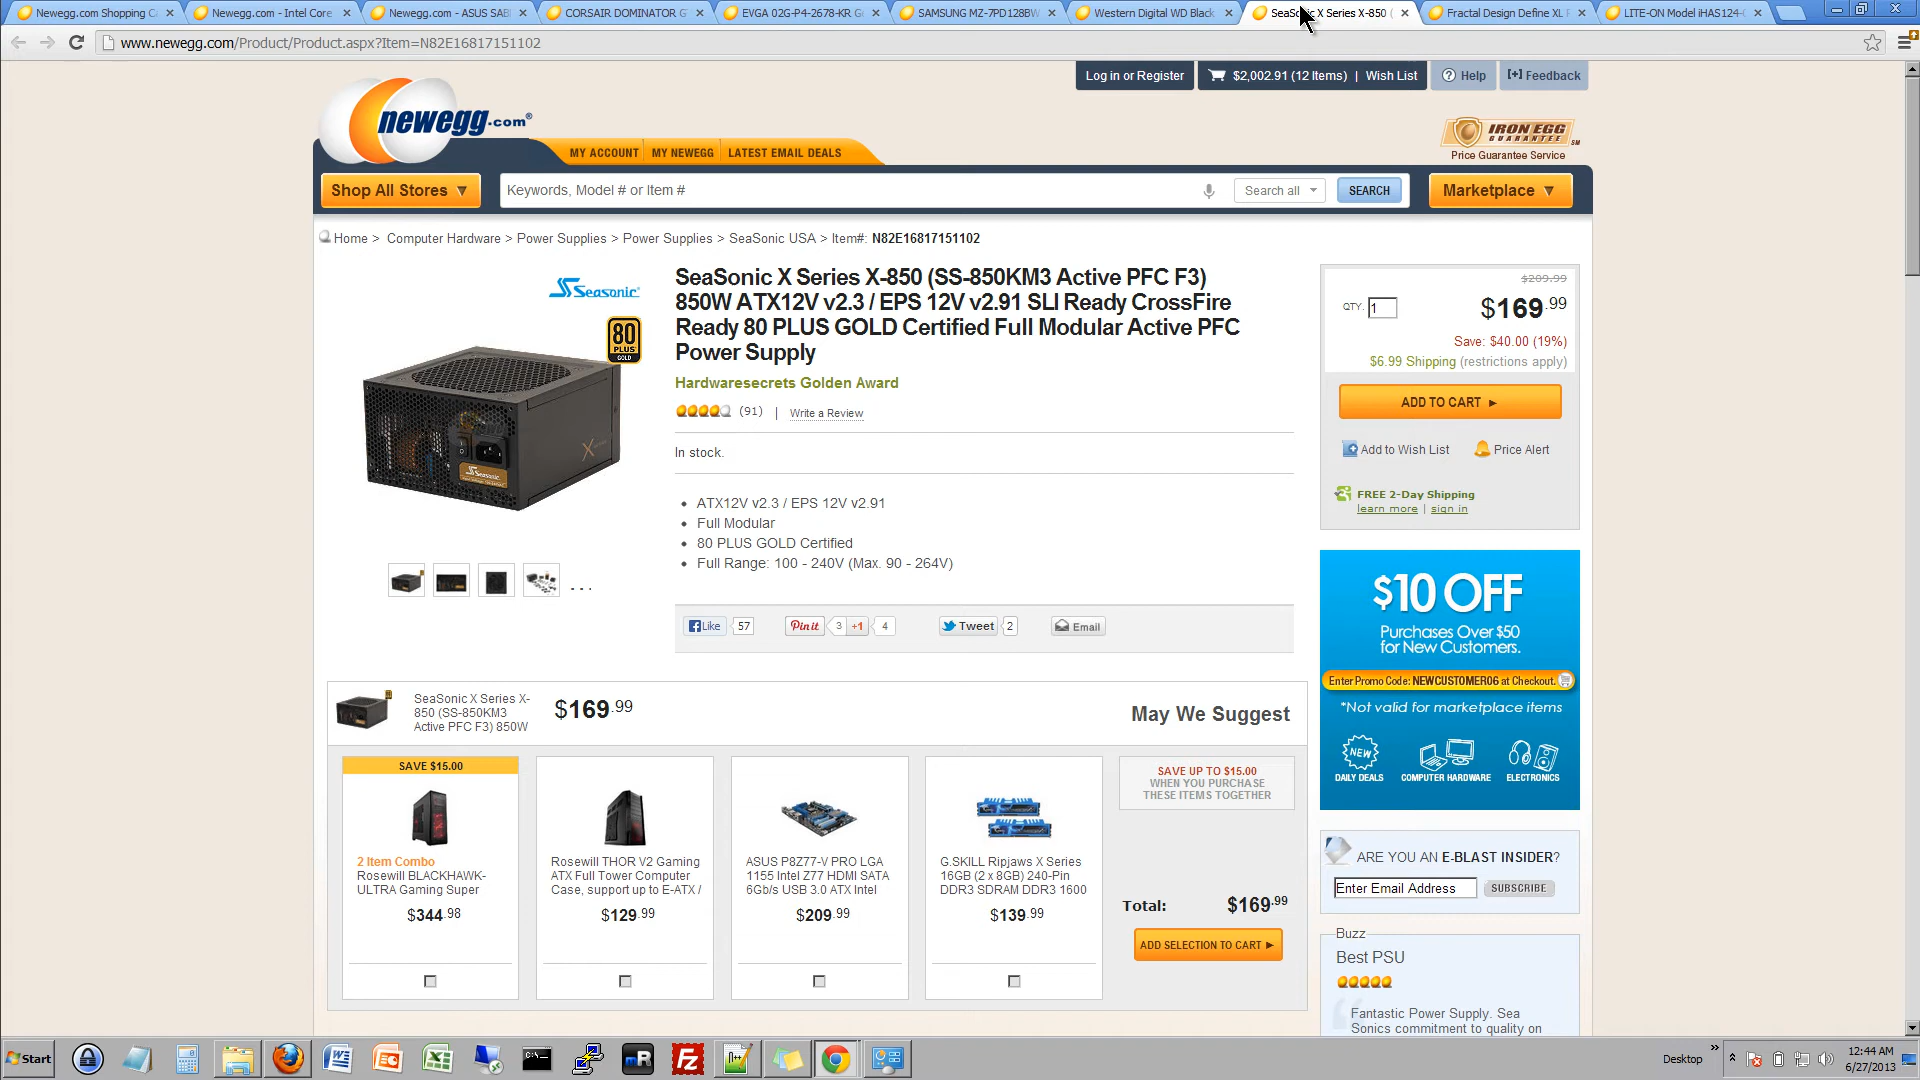 Newegg.com Shopping Ca
Newegg.com - Intel Core
Newegg.com - ASUS SAB
CORSAIR DOMINATOR GT
EVGA 02G-P4-2678-KR Ge
SAMSUNG MZ-7PD128BW
Western Digital WD Black
SeaSonic X Series X-850 (
Fractal Design Define XL F
LITE-ON Model iHAS124-
www.newegg.com/Product/Product.aspx?Item=N82E16817151102
Log in or Register
$2,002.91 (12 Items) | Wish List
Help
[+] Feedback
newegg.com®
MY ACCOUNT
MY NEWEGG
LATEST EMAIL DEALS
IRON EGG
GUARANTEE
SM
Price Guarantee Service
Shop All Stores
Keywords, Model # or Item #
Search all
SEARCH
Marketplace
Home > Computer Hardware > Power Supplies > Power Supplies > SeaSonic USA > Item#: N82E16817151102
Seasonic
80
PLUS
GOLD
SeaSonic X Series X-850 (SS-850KM3 Active PFC F3)
850W ATX12V v2.3 / EPS 12V v2.91 SLI Ready CrossFire
Ready 80 PLUS GOLD Certified Full Modular Active PFC
Power Supply
Hardwaresecrets Golden Award
(91) | Write a Review
In stock.
ATX12V v2.3 / EPS 12V v2.91
Full Modular
80 PLUS GOLD Certified
Full Range: 100 - 240V (Max. 90 - 264V)
Seasonic
X
...
Like 57
Pin it 3
+1 4
Tweet 2
Email
$209.99
QTY: 1
$169.99
Save: $40.00 (19%)
$6.99 Shipping (restrictions apply)
ADD TO CART
Add to Wish List
Price Alert
FREE 2-Day Shipping
learn more | sign in
$10 OFF
Purchases Over $50
for New Customers.
Enter Promo Code: NEWCUSTOMER06 at Checkout.
*Not valid for marketplace items
NEW
DAILY DEALS
COMPUTER HARDWARE
ELECTRONICS
SeaSonic X Series X-
850 (SS-850KM3
Active PFC F3) 850W
$169.99
May We Suggest
SAVE $15.00
2 Item Combo
Rosewill BLACKHAWK-
ULTRA Gaming Super
$344.98
Rosewill THOR V2 Gaming
ATX Full Tower Computer
Case, support up to E-ATX /
$129.99
ASUS P8Z77-V PRO LGA
1155 Intel Z77 HDMI SATA
6Gb/s USB 3.0 ATX Intel
$209.99
G.SKILL Ripjaws X Series
16GB (2 x 8GB) 240-Pin
DDR3 SDRAM DDR3 1600
$139.99
SAVE UP TO $15.00
WHEN YOU PURCHASE
THESE ITEMS TOGETHER
Total: $169.99
ADD SELECTION TO CART
ARE YOU AN E-BLAST INSIDER?
Enter Email Address
SUBSCRIBE
Buzz
Best PSU
Fantastic Power Supply. Sea
Sonics commitment to quality on
Start
mR
Fz
Desktop
12:44 AM
6/27/2013